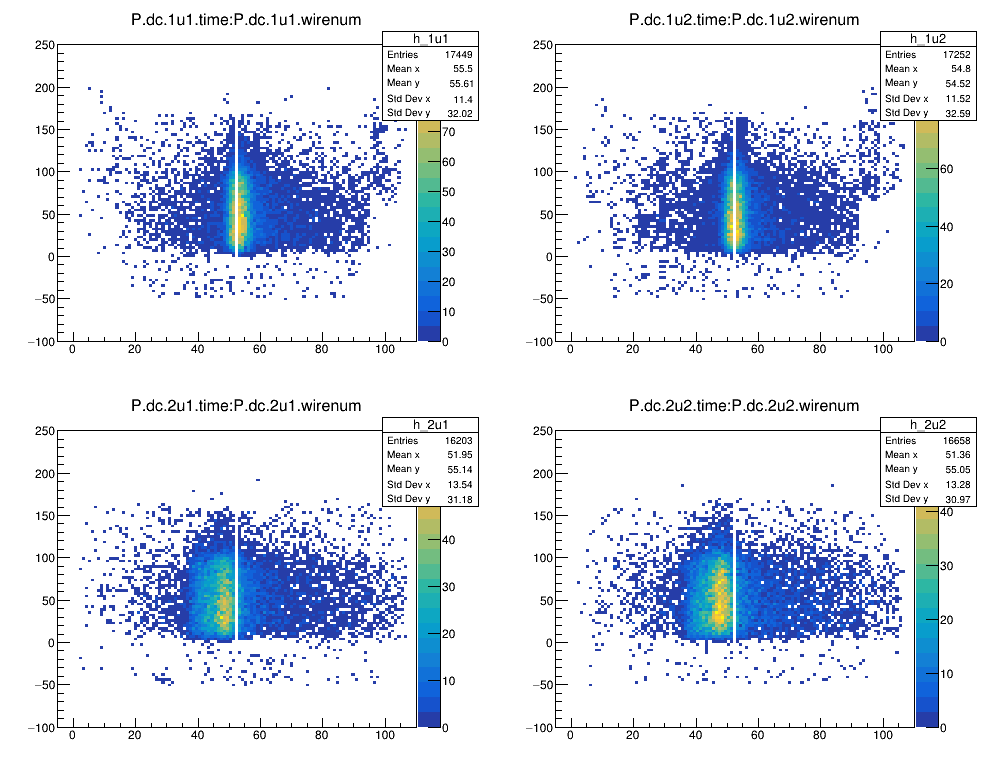 P.dc.1u1.time:P.dc.1u1.wirenum
h_1u1
Entries 17449
Mean x 55.5
Mean y 55.61
Std Dev x 11.4
Std Dev y 32.02
250
200
150
100
50
0
−50
−100
0 20 40 60 80 100
70
60
50
40
30
20
10
0
P.dc.1u2.time:P.dc.1u2.wirenum
h_1u2
Entries 17252
Mean x 54.8
Mean y 54.52
Std Dev x 11.52
Std Dev y 32.59
250
200
150
100
50
0
−50
−100
0 20 40 60 80 100
60
40
20
0
P.dc.2u1.time:P.dc.2u1.wirenum
h_2u1
Entries 16203
Mean x 51.95
Mean y 55.14
Std Dev x 13.54
Std Dev y 31.18
250
200
150
100
50
0
−50
−100
0 20 40 60 80 100
40
30
20
10
0
P.dc.2u2.time:P.dc.2u2.wirenum
h_2u2
Entries 16658
Mean x 51.36
Mean y 55.05
Std Dev x 13.28
Std Dev y 30.97
250
200
150
100
50
0
−50
−100
0 20 40 60 80 100
40
30
20
10
0